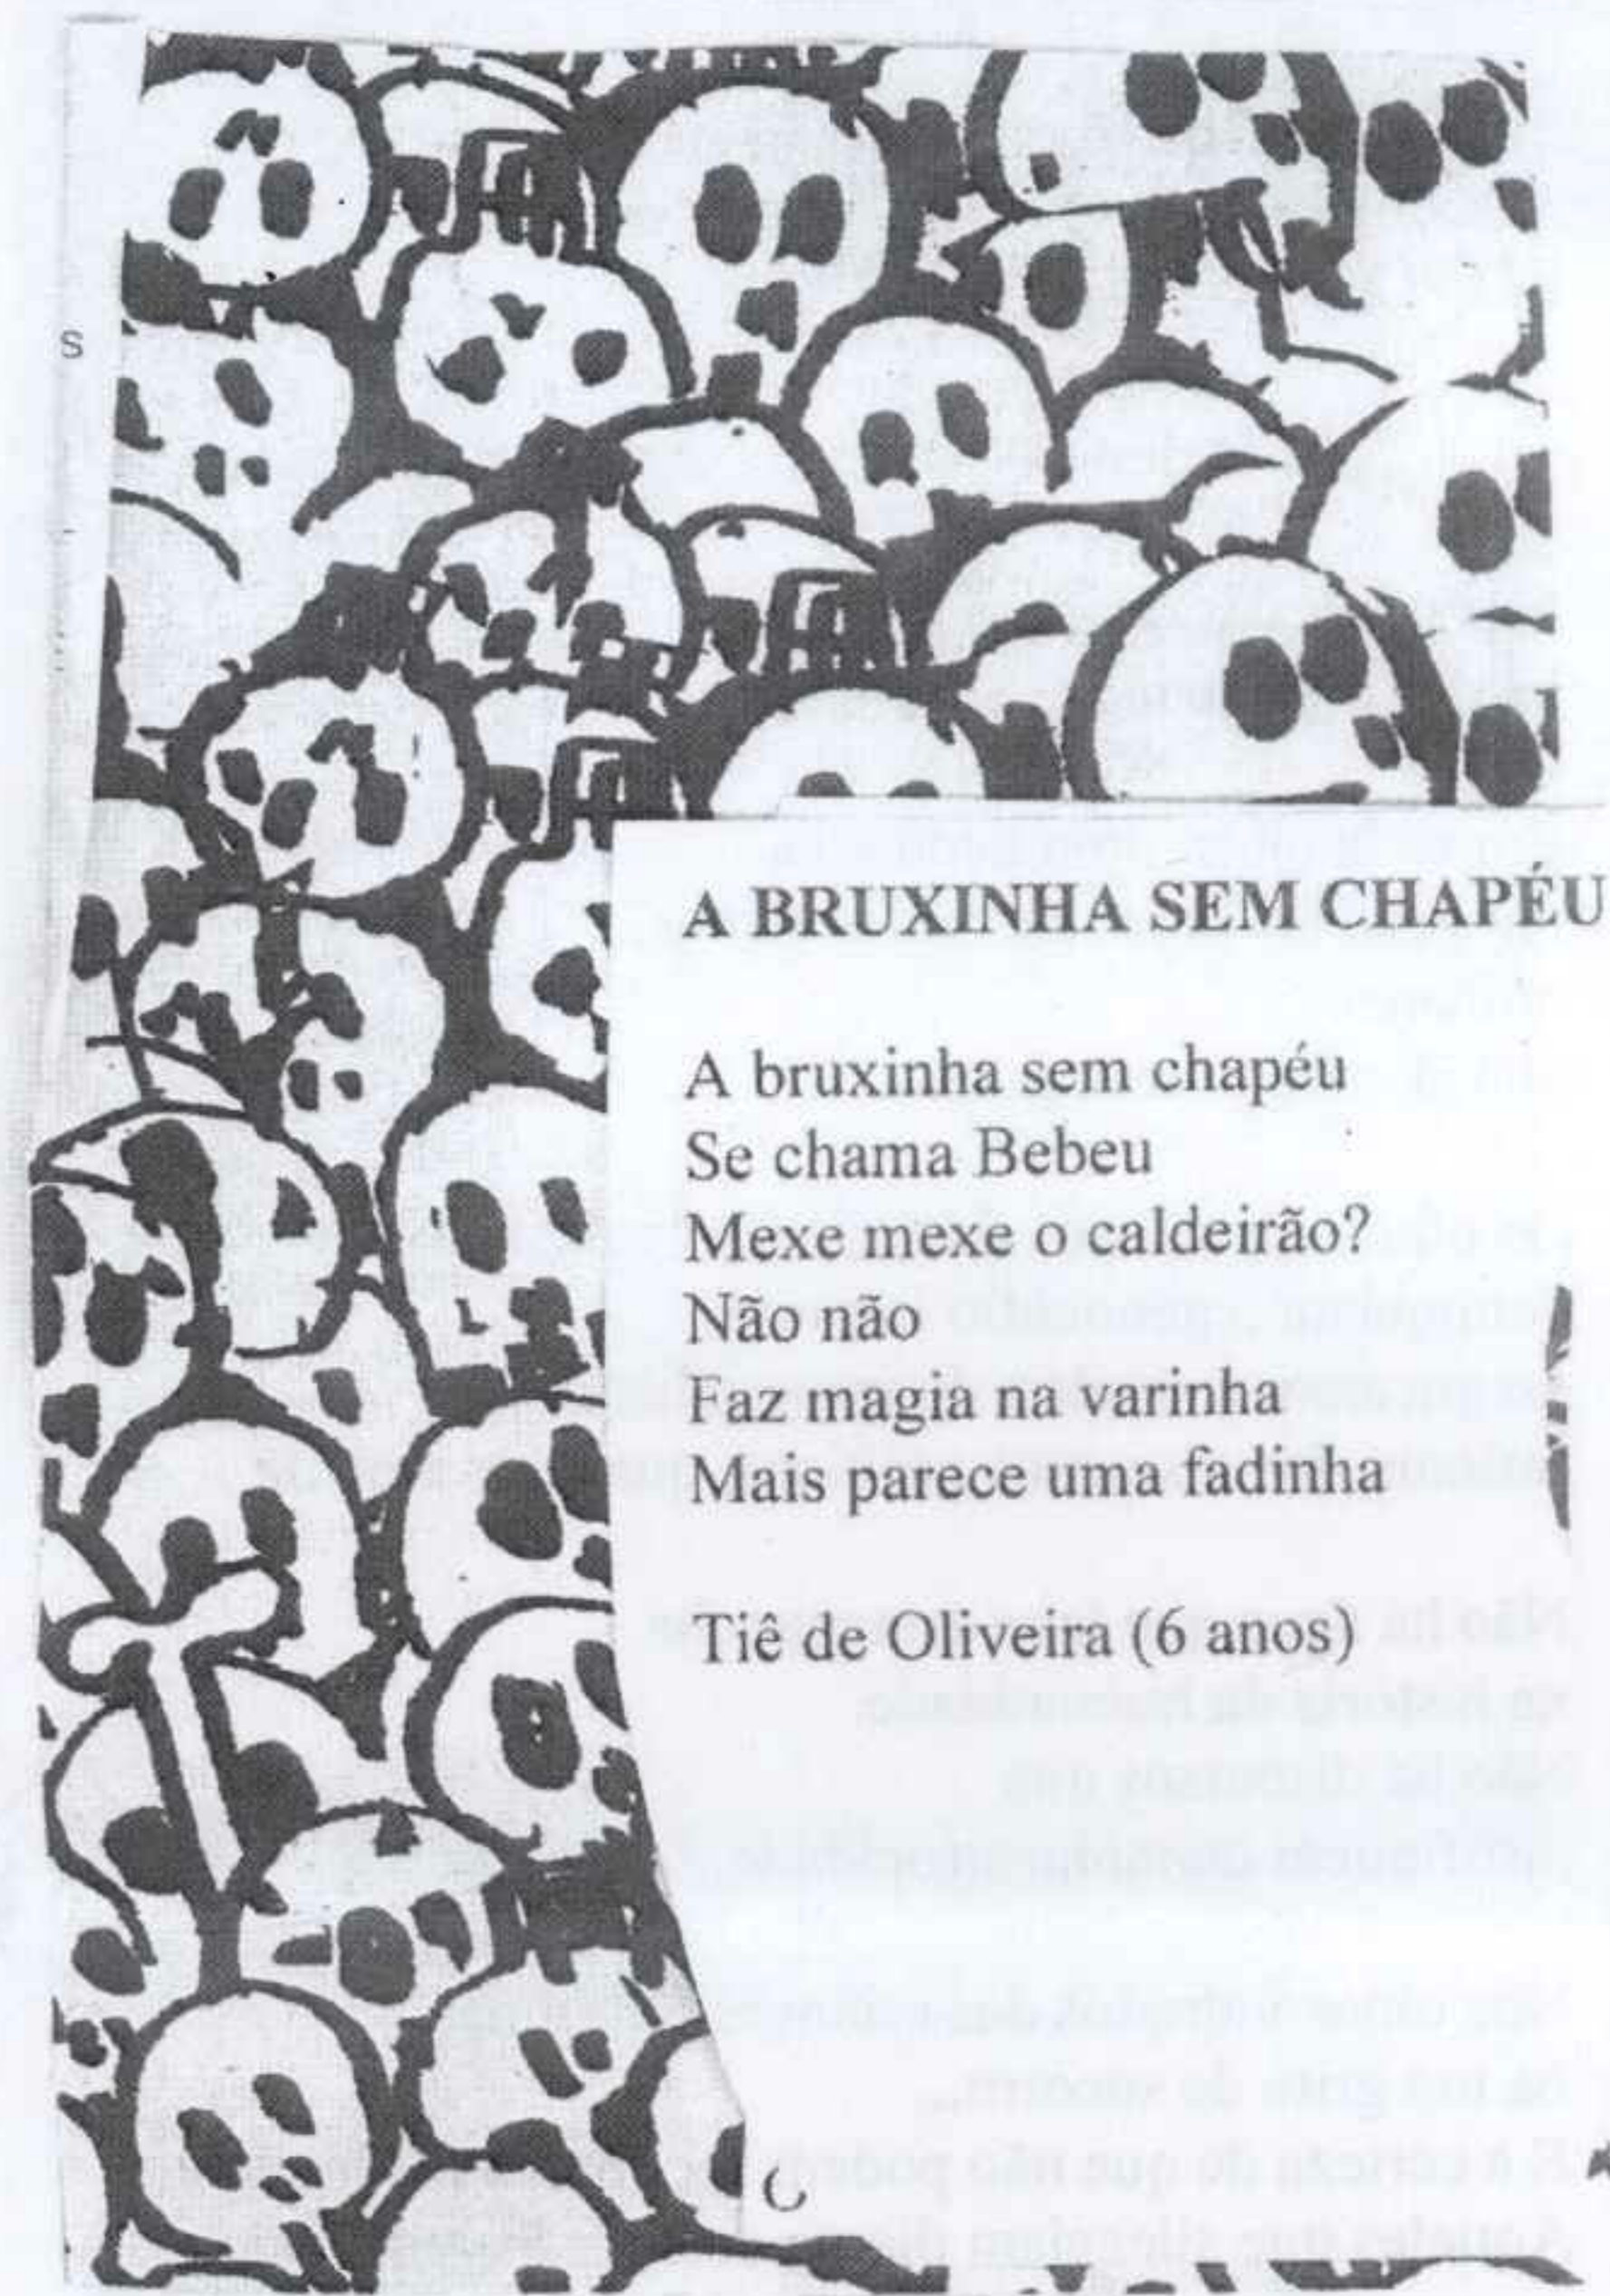 S
A BRUXINHA SEM CHAPÉU
A bruxinha sem chapéu
Se chama Bebeu
Mexe mexe o caldeirão?
Não não
Faz magia na varinha
Mais parece uma fadinha
Tiê de Oliveira (6 anos)